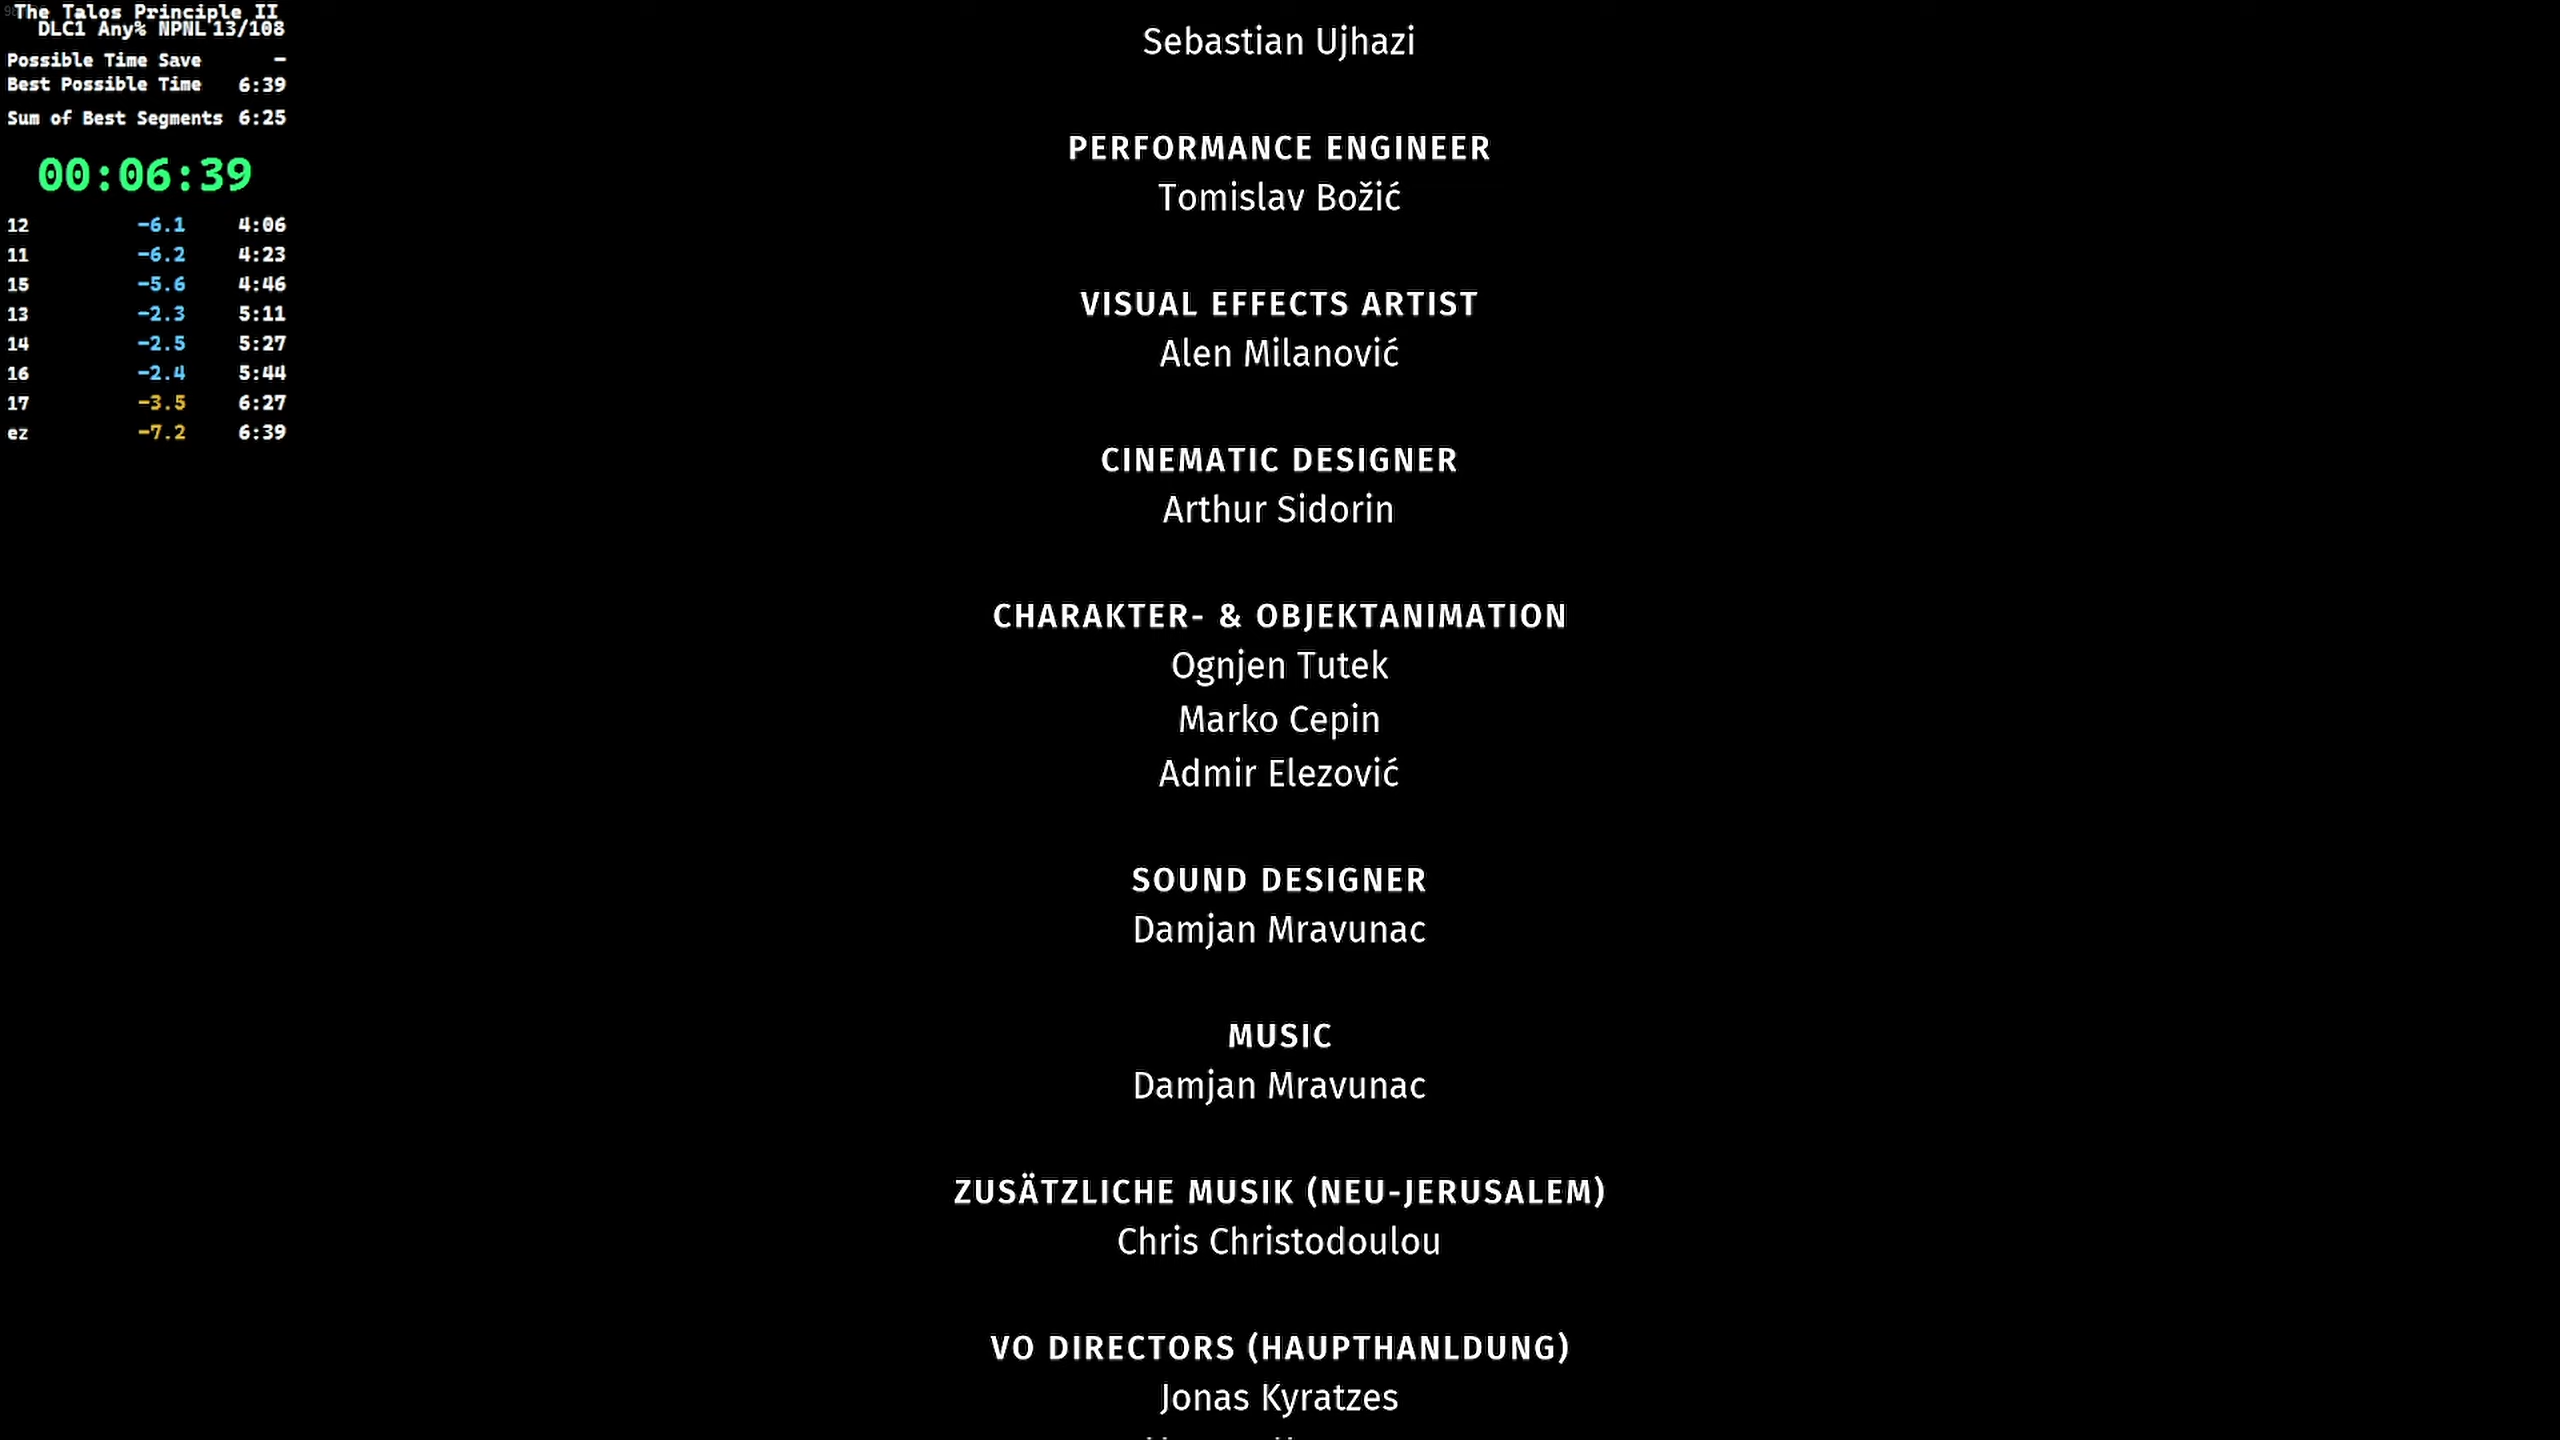 The Talos Principle II
DLC1 Any% NPNL 13/108
Possible Time Save –
Best Possible Time 6:39
Sum of Best Segments 6:25
00:06:39
12 −6.1 4:06
11 −6.2 4:23
15 −5.6 4:46
13 −2.3 5:11
14 −2.5 5:27
16 −2.4 5:44
17 −3.5 6:27
ez −7.2 6:39
Sebastian Ujhazi
PERFORMANCE ENGINEER
Tomislav Božić
VISUAL EFFECTS ARTIST
Alen Milanović
CINEMATIC DESIGNER
Arthur Sidorin
CHARAKTER- & OBJEKTANIMATION
Ognjen Tutek
Marko Cepin
Admir Elezović
SOUND DESIGNER
Damjan Mravunac
MUSIC
Damjan Mravunac
ZUSÄTZLICHE MUSIK (NEU-JERUSALEM)
Chris Christodoulou
VO DIRECTORS (HAUPTHANLDUNG)
Jonas Kyratzes